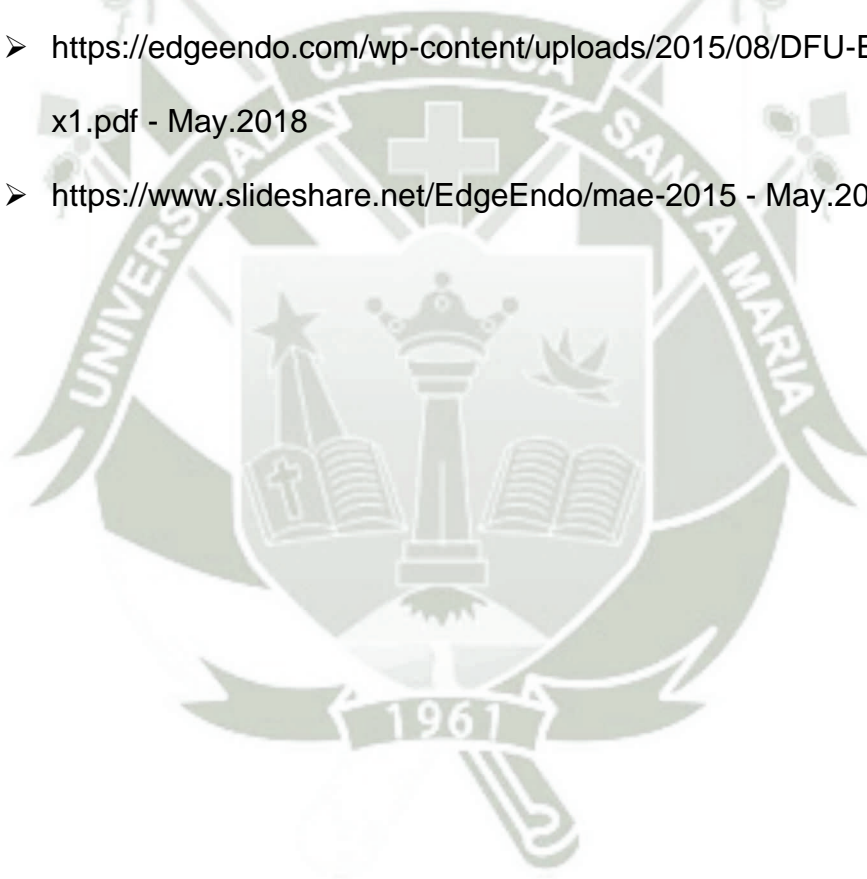 ➤ https://edgeendo.com/wp-content/uploads/2015/08/DFU-
x1.pdf - May.2018
➤ https://www.slideshare.net/EdgeEndo/mae-2015 - May.20
UNIVERSIDAD CATOLICA SANTA MARIA
1961